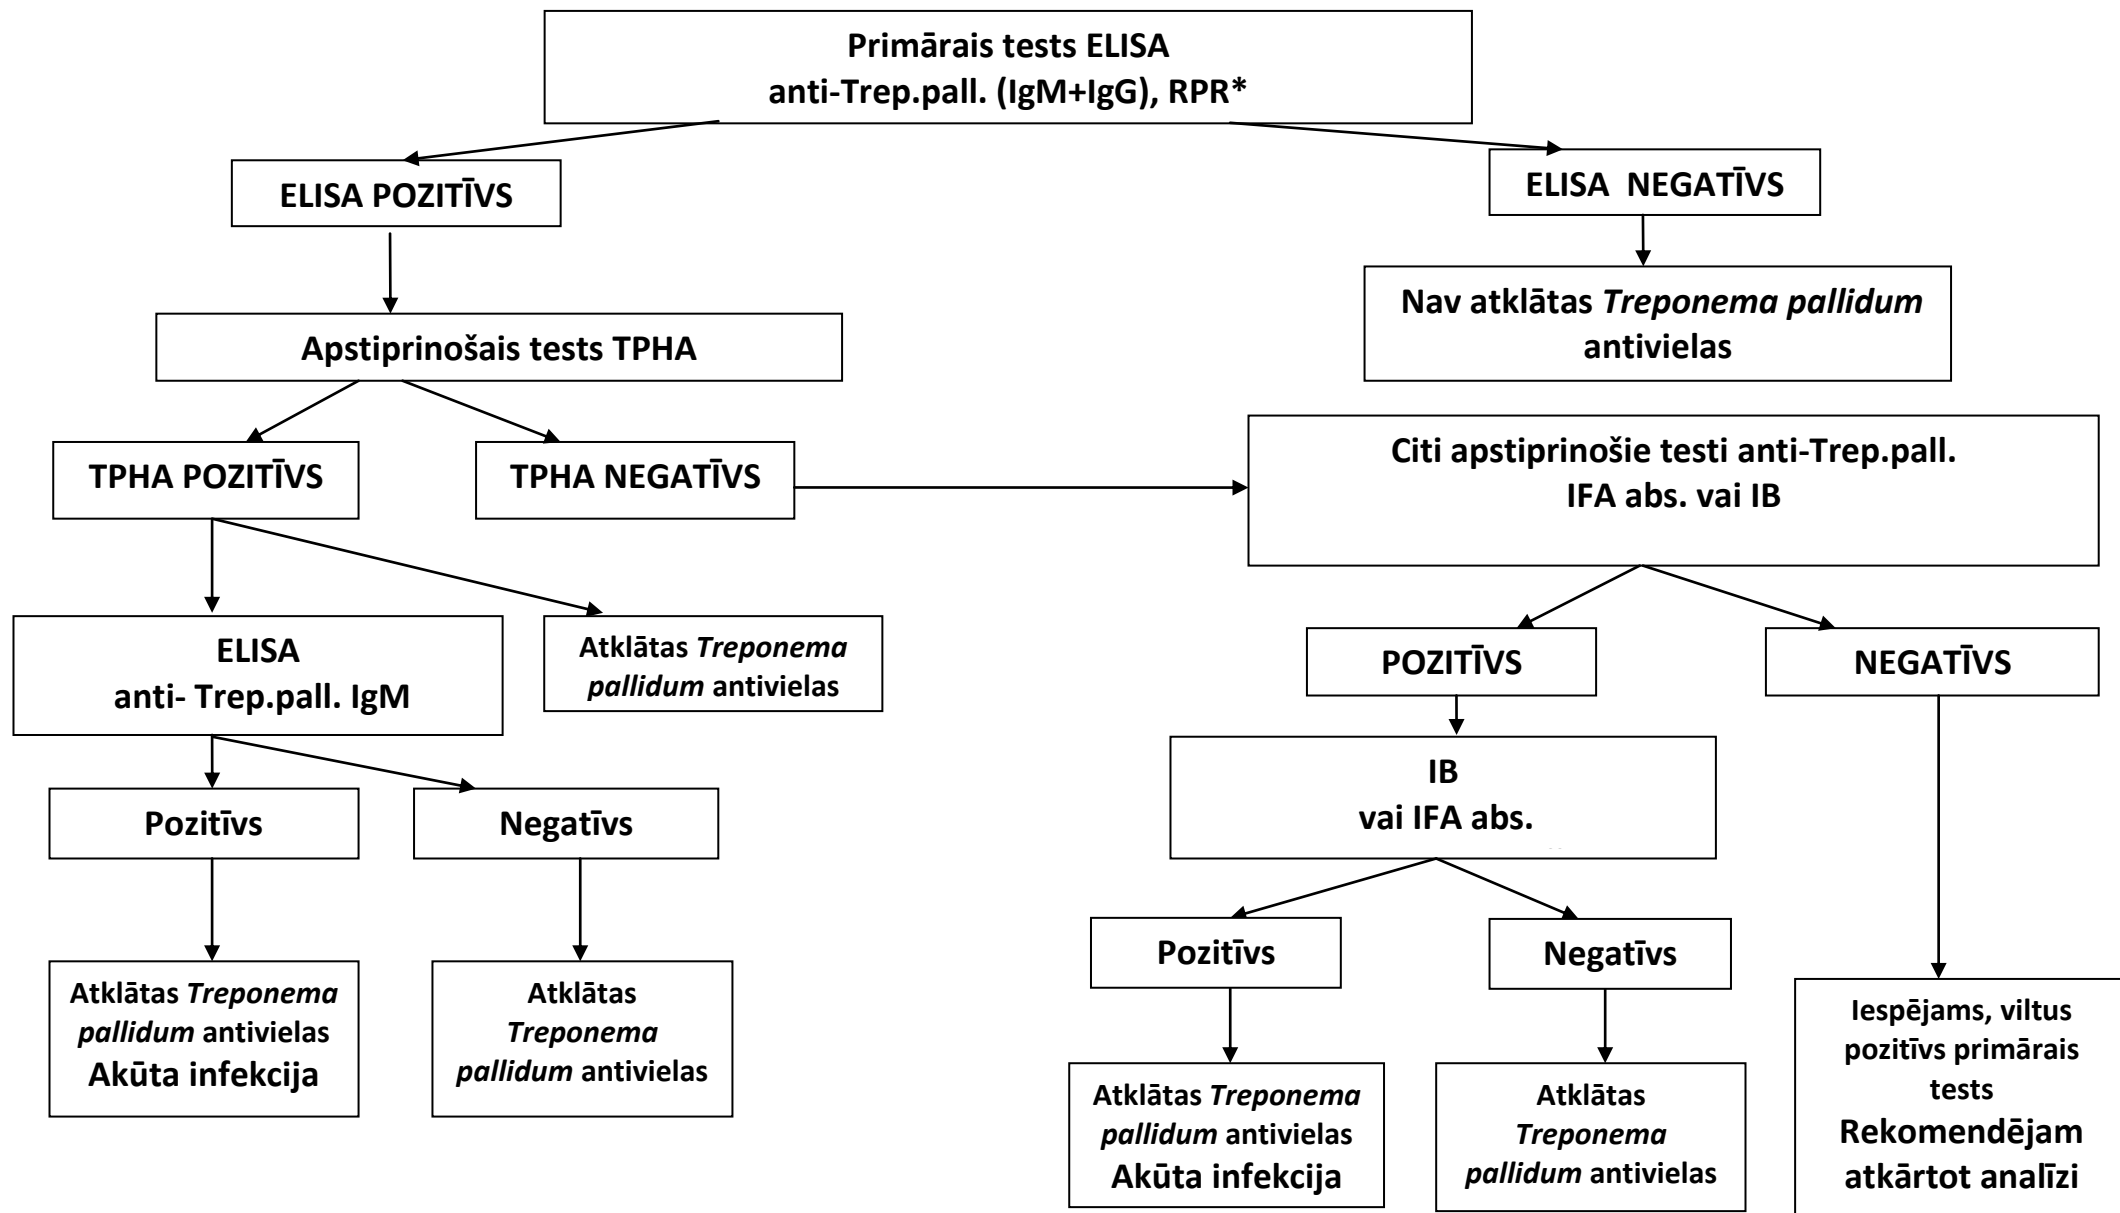 Primārais tests ELISA
anti-Trep.pall. (IgM+IgG), RPR*
ELISA POZITĪVS
ELISA  NEGATĪVS
Nav atklātas Treponema pallidum
antivielas
Apstiprinošais tests TPHA
TPHA POZITĪVS
TPHA NEGATĪVS
Citi apstiprinošie testi anti-Trep.pall.
IFA abs. vai IB
ELISA
anti- Trep.pall. IgM
Atklātas Treponema
pallidum antivielas
POZITĪVS
NEGATĪVS
IB
vai IFA abs.
Pozitīvs
Negatīvs
Pozitīvs
Negatīvs
Atklātas Treponema
pallidum antivielas
Akūta infekcija
Atklātas
Treponema
pallidum antivielas
Atklātas Treponema
pallidum antivielas
Akūta infekcija
Atklātas
Treponema
pallidum antivielas
Iespējams, viltus
pozitīvs primārais
tests
Rekomendējam
atkārtot analīzi